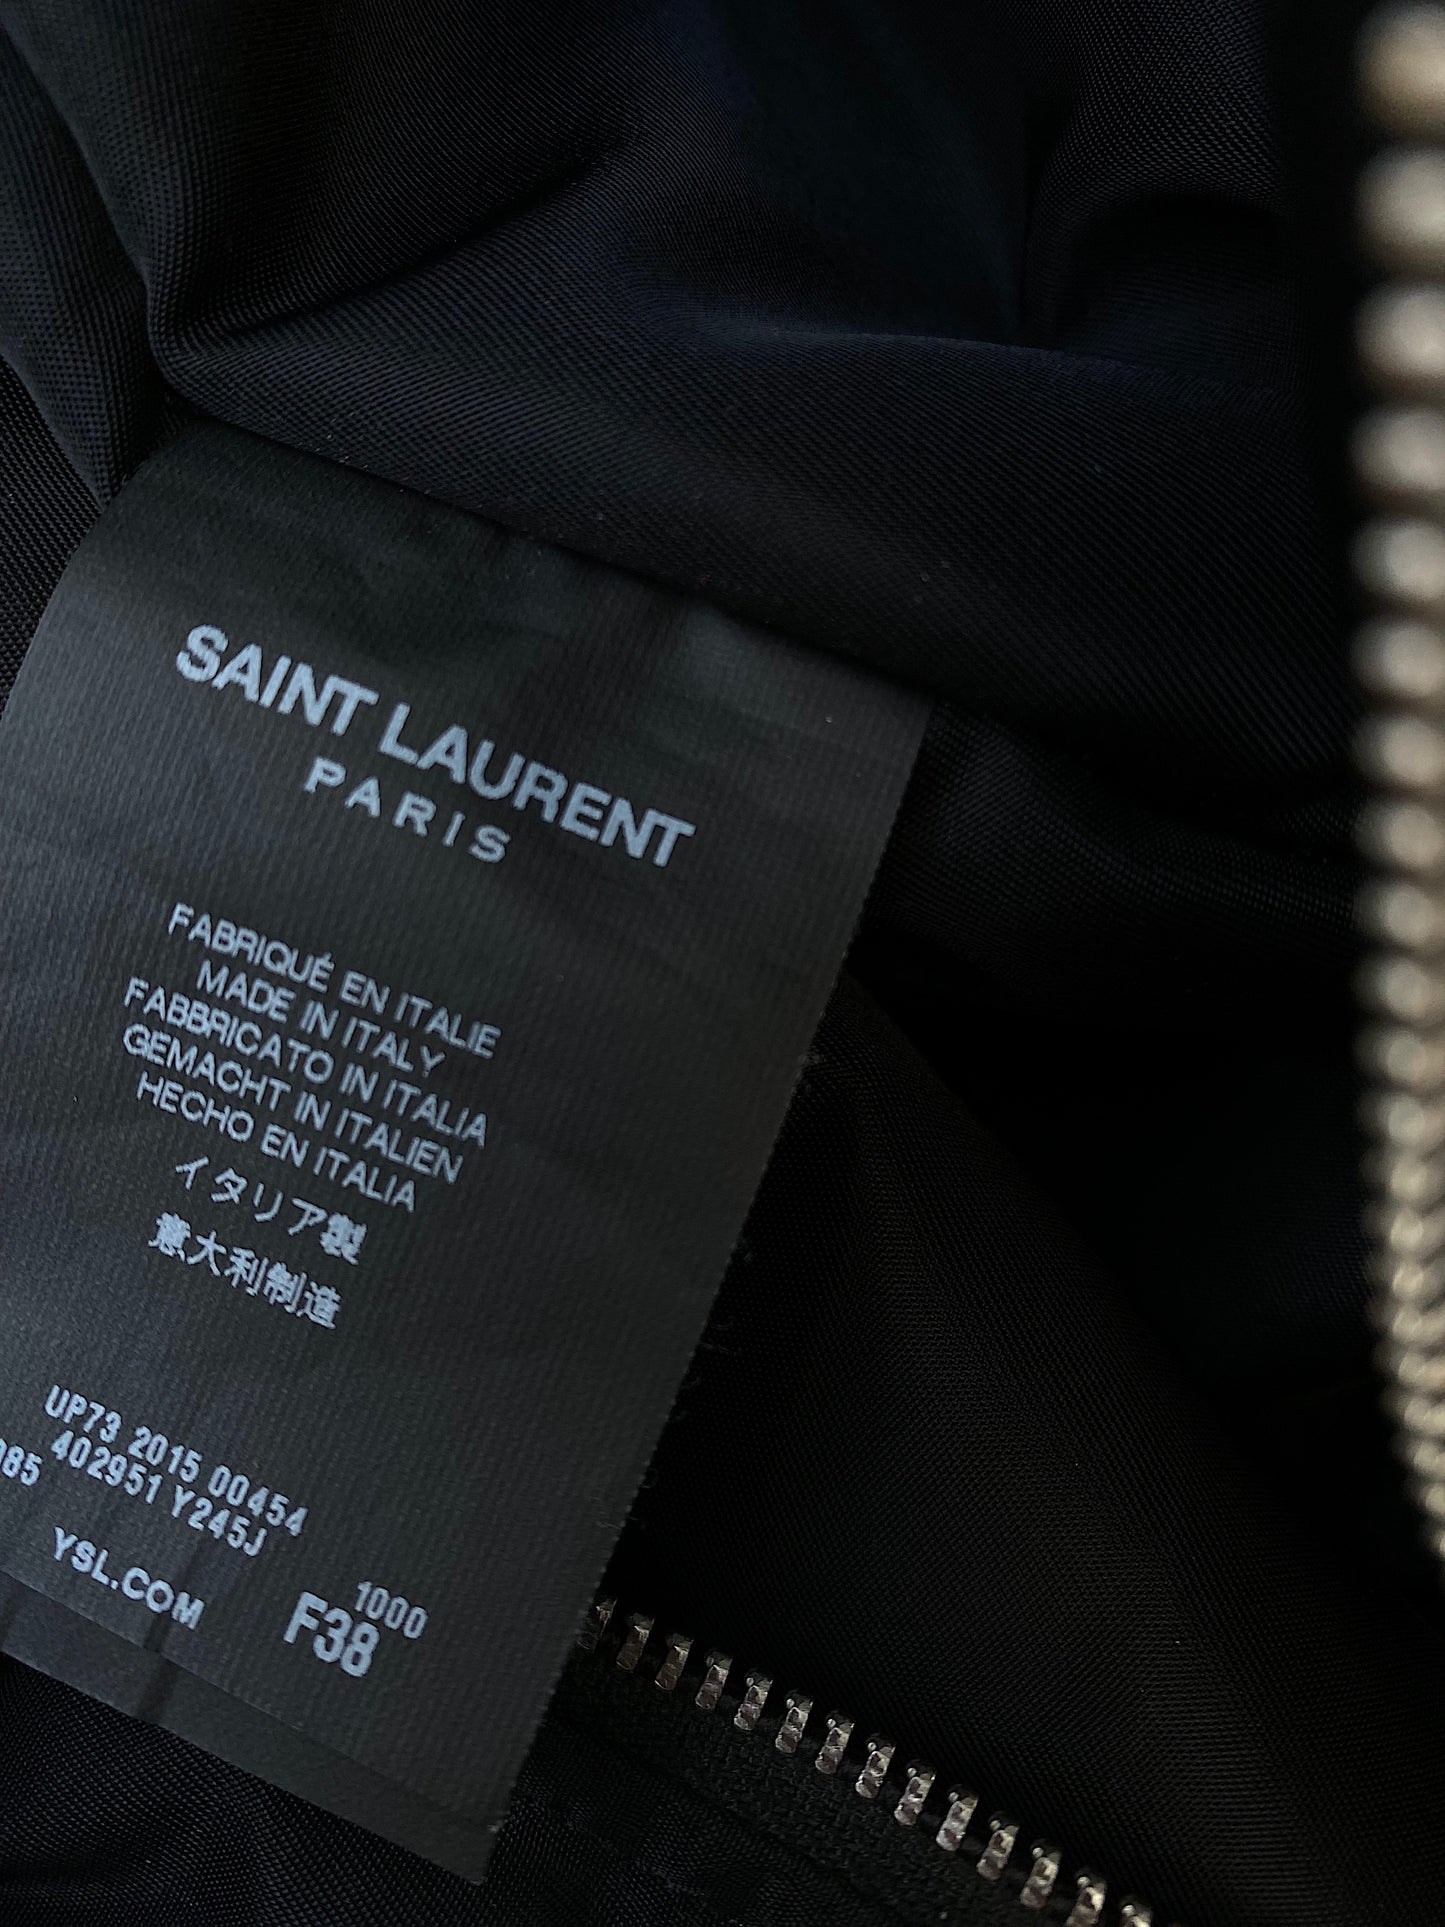 SAINT LAURENT
PARIS
FABRIQUÉ EN ITALIE
MADE IN ITALY
FABBRICATO IN ITALIA
GEMACHT IN ITALIEN
HECHO EN ITALIA
イタリア製
意大利制造
UP73 2015 00454
402951 Y245J
085
YSL.COM
1000
F38